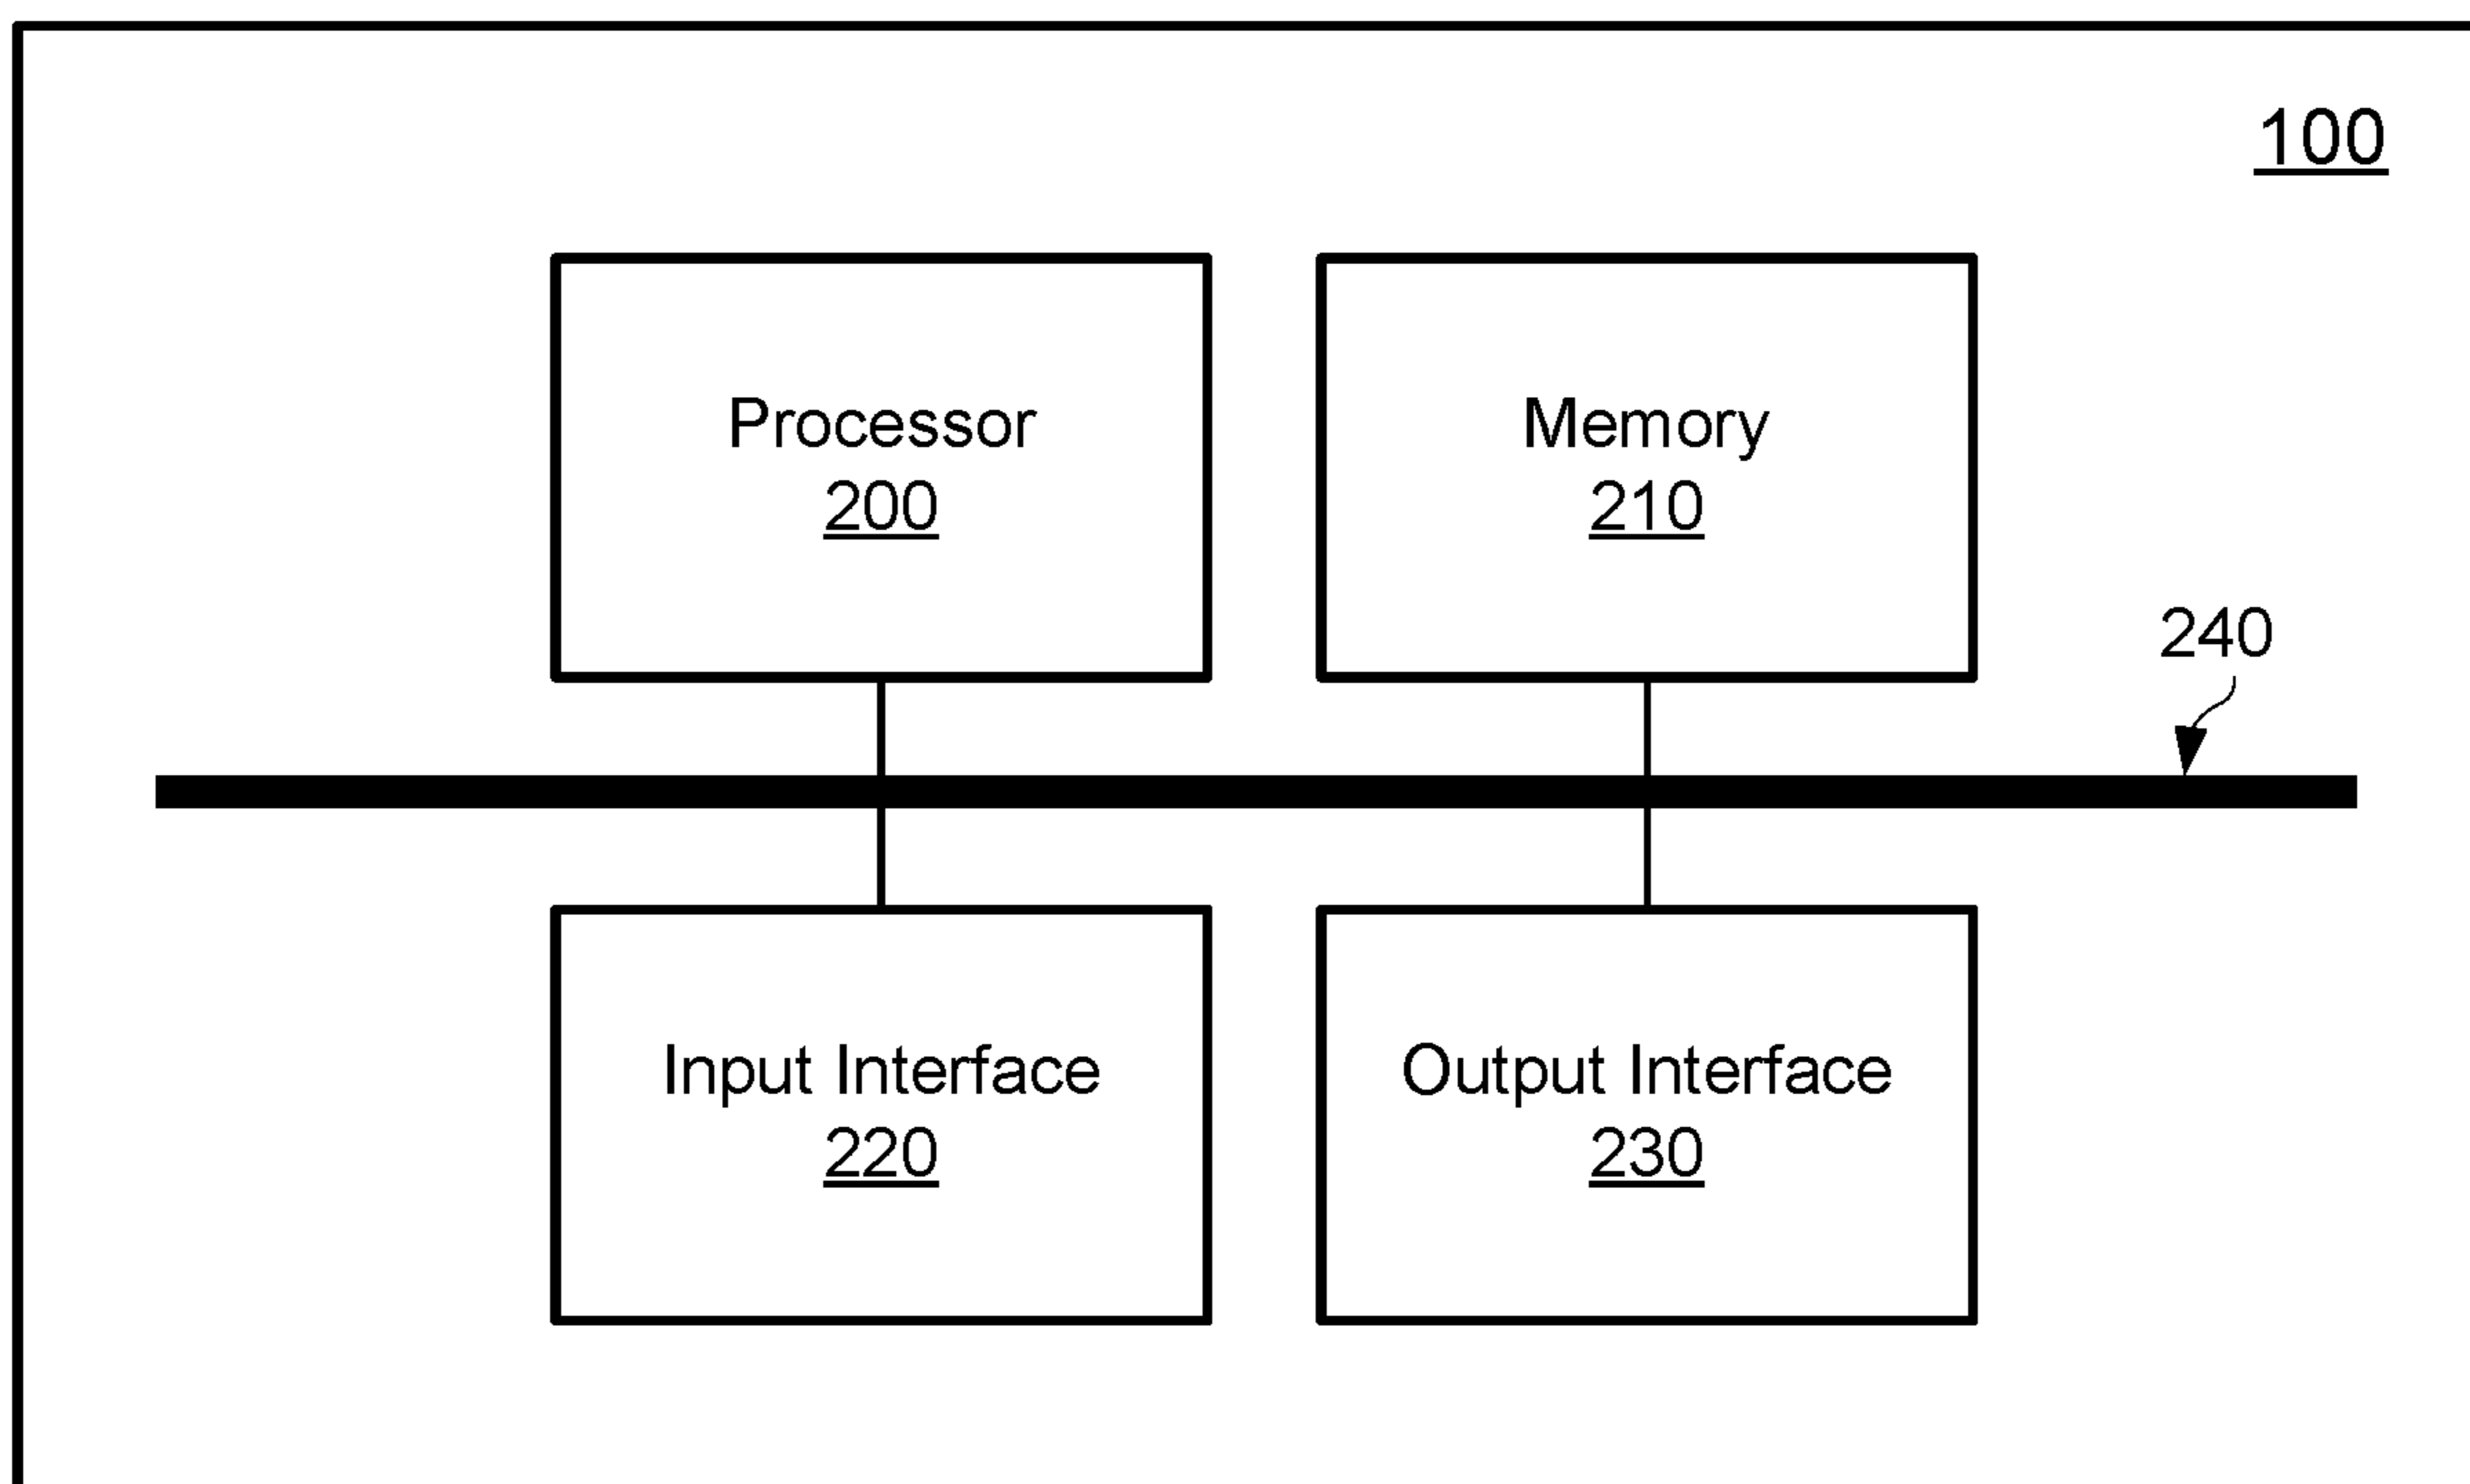 100
Processor
200
Memory
210
240
Input Interface
220
Output Interface
230